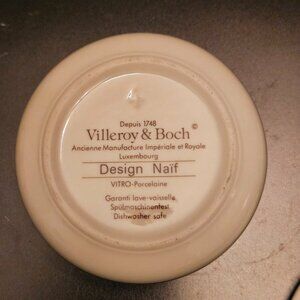 Depuis 1748
Villeroy & Boch ©
Ancienne Manufacture Impériale et Royale
Luxembourg
Design Naïf
VITRO-Porcelaine
Garanti lave-vaisselle
Spülmaschinentest
Dishwasher safe